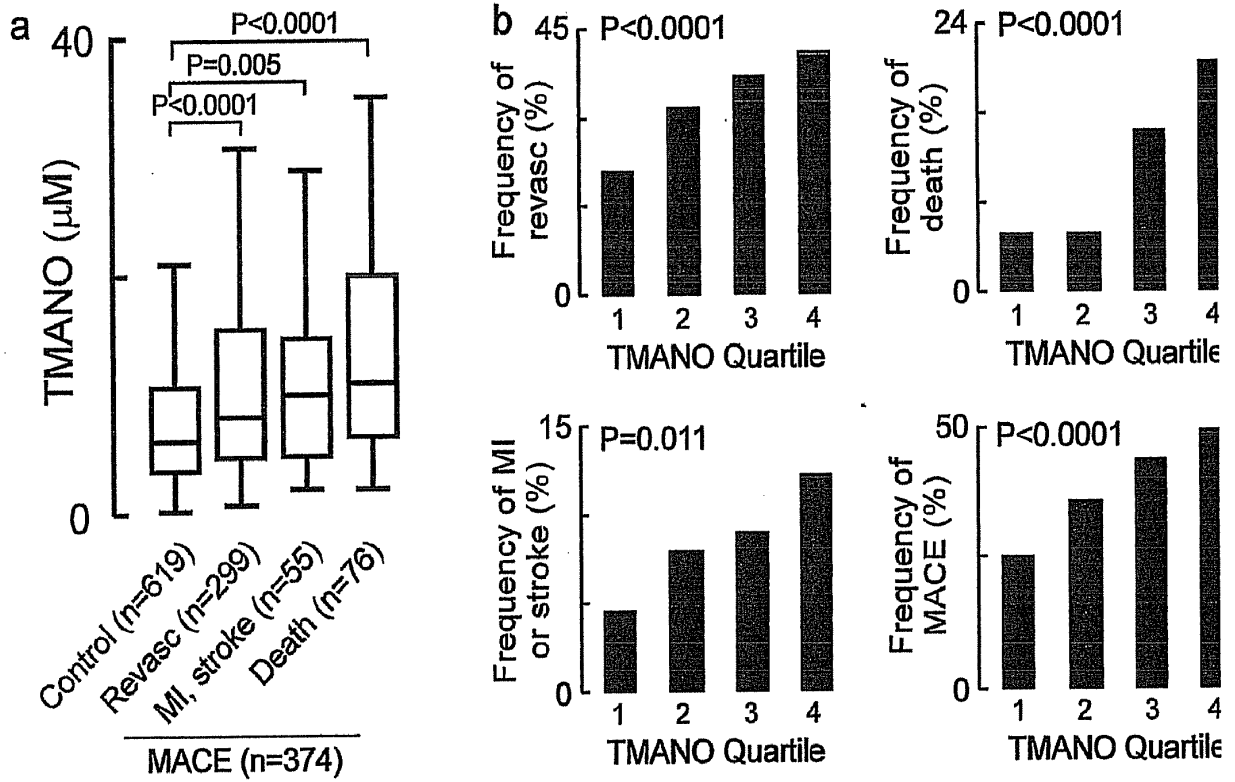 a
40
0
TMANO (μM)
P<0.0001
P=0.005
P<0.0001
Control (n=619)
Revasc (n=299)
MI, stroke (n=55)
Death (n=76)
MACE (n=374)
b
45
P<0.0001
Frequency of
revasc (%)
0
1 2 3 4
TMANO Quartile
24
P<0.0001
Frequency of
death (%)
0
1 2 3 4
TMANO Quartile
15
P=0.011
Frequency of MI
or stroke (%)
0
1 2 3 4
TMANO Quartile
50
P<0.0001
Frequency of
MACE (%)
0
1 2 3 4
TMANO Quartile